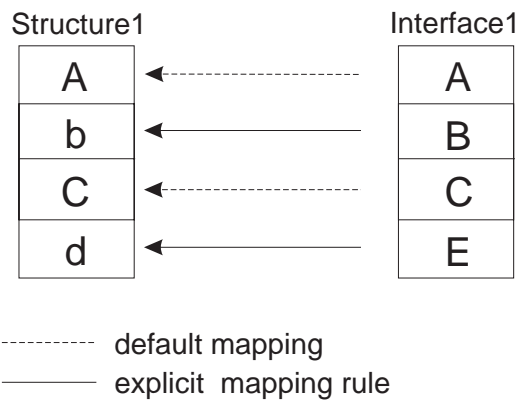 Structure1 Interface1
A A
b B
C C
d E
default mapping
explicit mapping rule